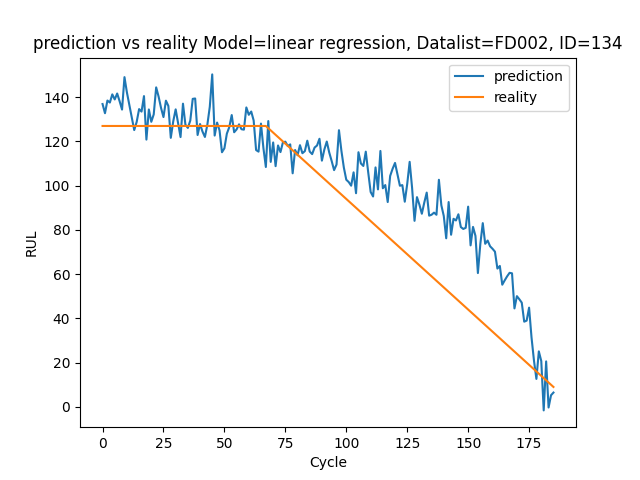 prediction vs reality Model=linear regression, Datalist=FD002, ID=134
prediction
reality
RUL
140
120
100
80
60
40
20
0
0 25 50 75 100 125 150 175
Cycle